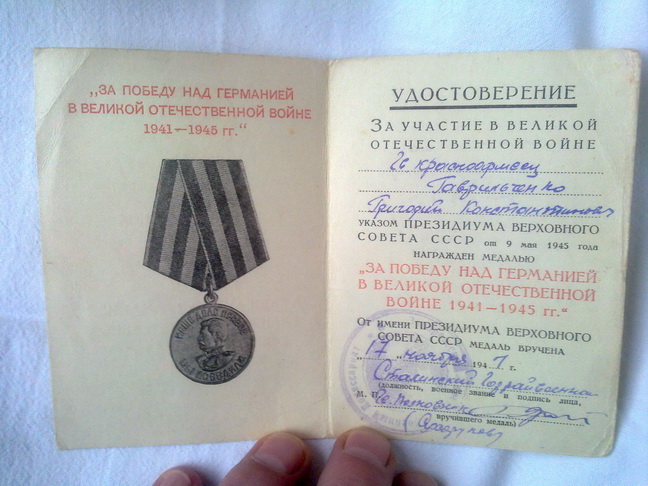 „ЗА ПОБЕДУ НАД ГЕРМАНИЕЙ
В ВЕЛИКОЙ ОТЕЧЕСТВЕННОЙ ВОЙНЕ
1941—1945 гг.“
УДОСТОВЕРЕНИЕ
ЗА УЧАСТИЕ В ВЕЛИКОЙ
ОТЕЧЕСТВЕННОЙ ВОЙНЕ
красноармеец
Гаврильченко
Григорий Константинович
УКАЗОМ ПРЕЗИДИУМА ВЕРХОВНОГО
СОВЕТА СССР от 9 мая 1945 года
НАГРАЖДЕН МЕДАЛЬЮ
„ЗА ПОБЕДУ НАД ГЕРМАНИЕЙ
В ВЕЛИКОЙ ОТЕЧЕСТВЕННОЙ
ВОЙНЕ 1941—1945 гг.“
От имени ПРЕЗИДИУМА ВЕРХОВНОГО
СОВЕТА СССР МЕДАЛЬ ВРУЧЕНА
„17“ ноября 1947 г.
Сталинский
(должность, военное звание и подпись лица,
М. П.
вручившего медаль)